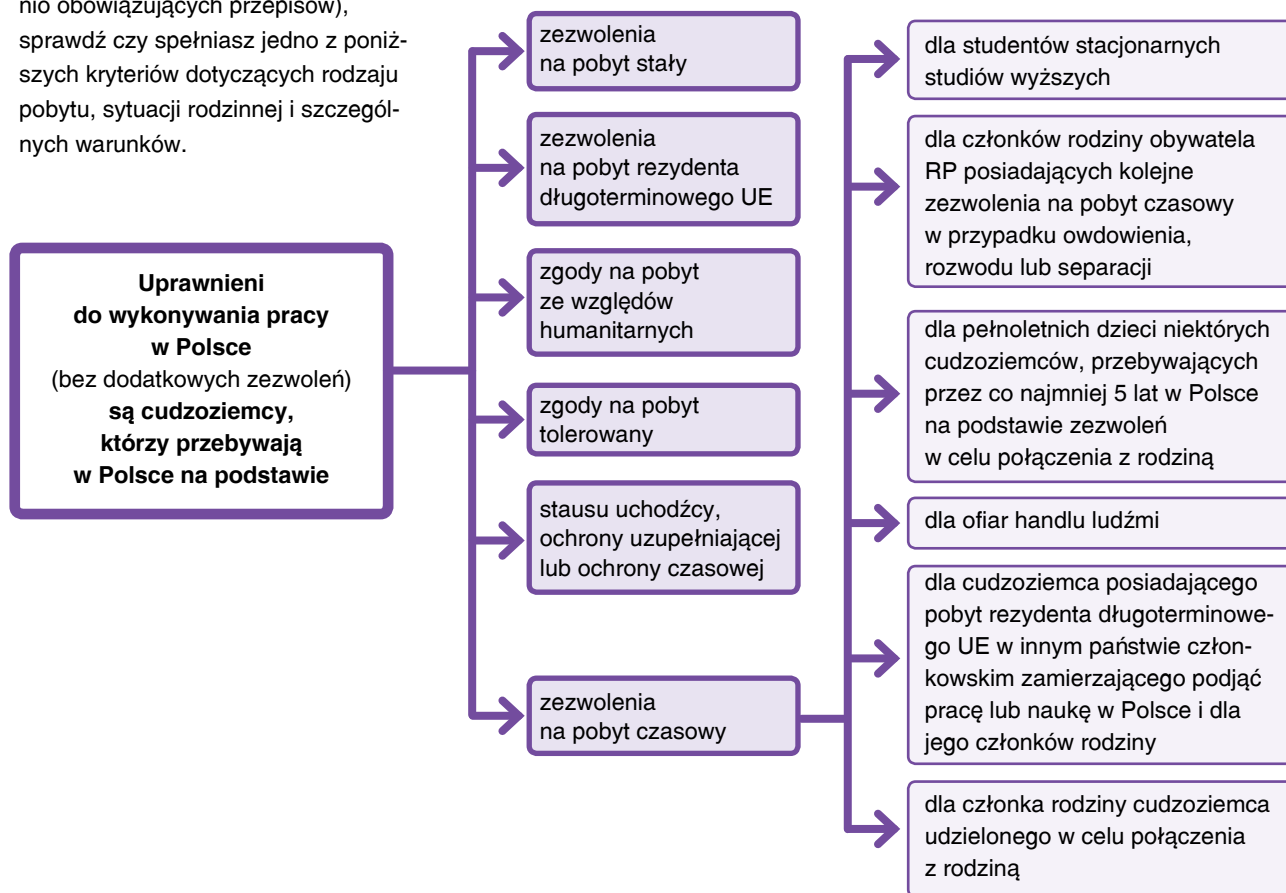 nio obowiązujących przepisów),
sprawdź czy spełniasz jedno z poniż-
szych kryteriów dotyczących rodzaju
pobytu, sytuacji rodzinnej i szczegól-
nych warunków.
Uprawnieni
do wykonywania pracy
w Polsce
(bez dodatkowych zezwoleń)
są cudzoziemcy,
którzy przebywają
w Polsce na podstawie
zezwolenia
na pobyt stały
zezwolenia
na pobyt rezydenta
długoterminowego UE
zgody na pobyt
ze względów
humanitarnych
zgody na pobyt
tolerowany
stausu uchodźcy,
ochrony uzupełniającej
lub ochrony czasowej
zezwolenia
na pobyt czasowy
dla studentów stacjonarnych
studiów wyższych
dla członków rodziny obywatela
RP posiadających kolejne
zezwolenia na pobyt czasowy
w przypadku owdowienia,
rozwodu lub separacji
dla pełnoletnich dzieci niektórych
cudzoziemców, przebywających
przez co najmniej 5 lat w Polsce
na podstawie zezwoleń
w celu połączenia z rodziną
dla ofiar handlu ludźmi
dla cudzoziemca posiadającego
pobyt rezydenta długoterminowe-
go UE w innym państwie człon-
kowskim zamierzającego podjąć
pracę lub naukę w Polsce i dla
jego członków rodziny
dla członka rodziny cudzoziemca
udzielonego w celu połączenia
z rodziną